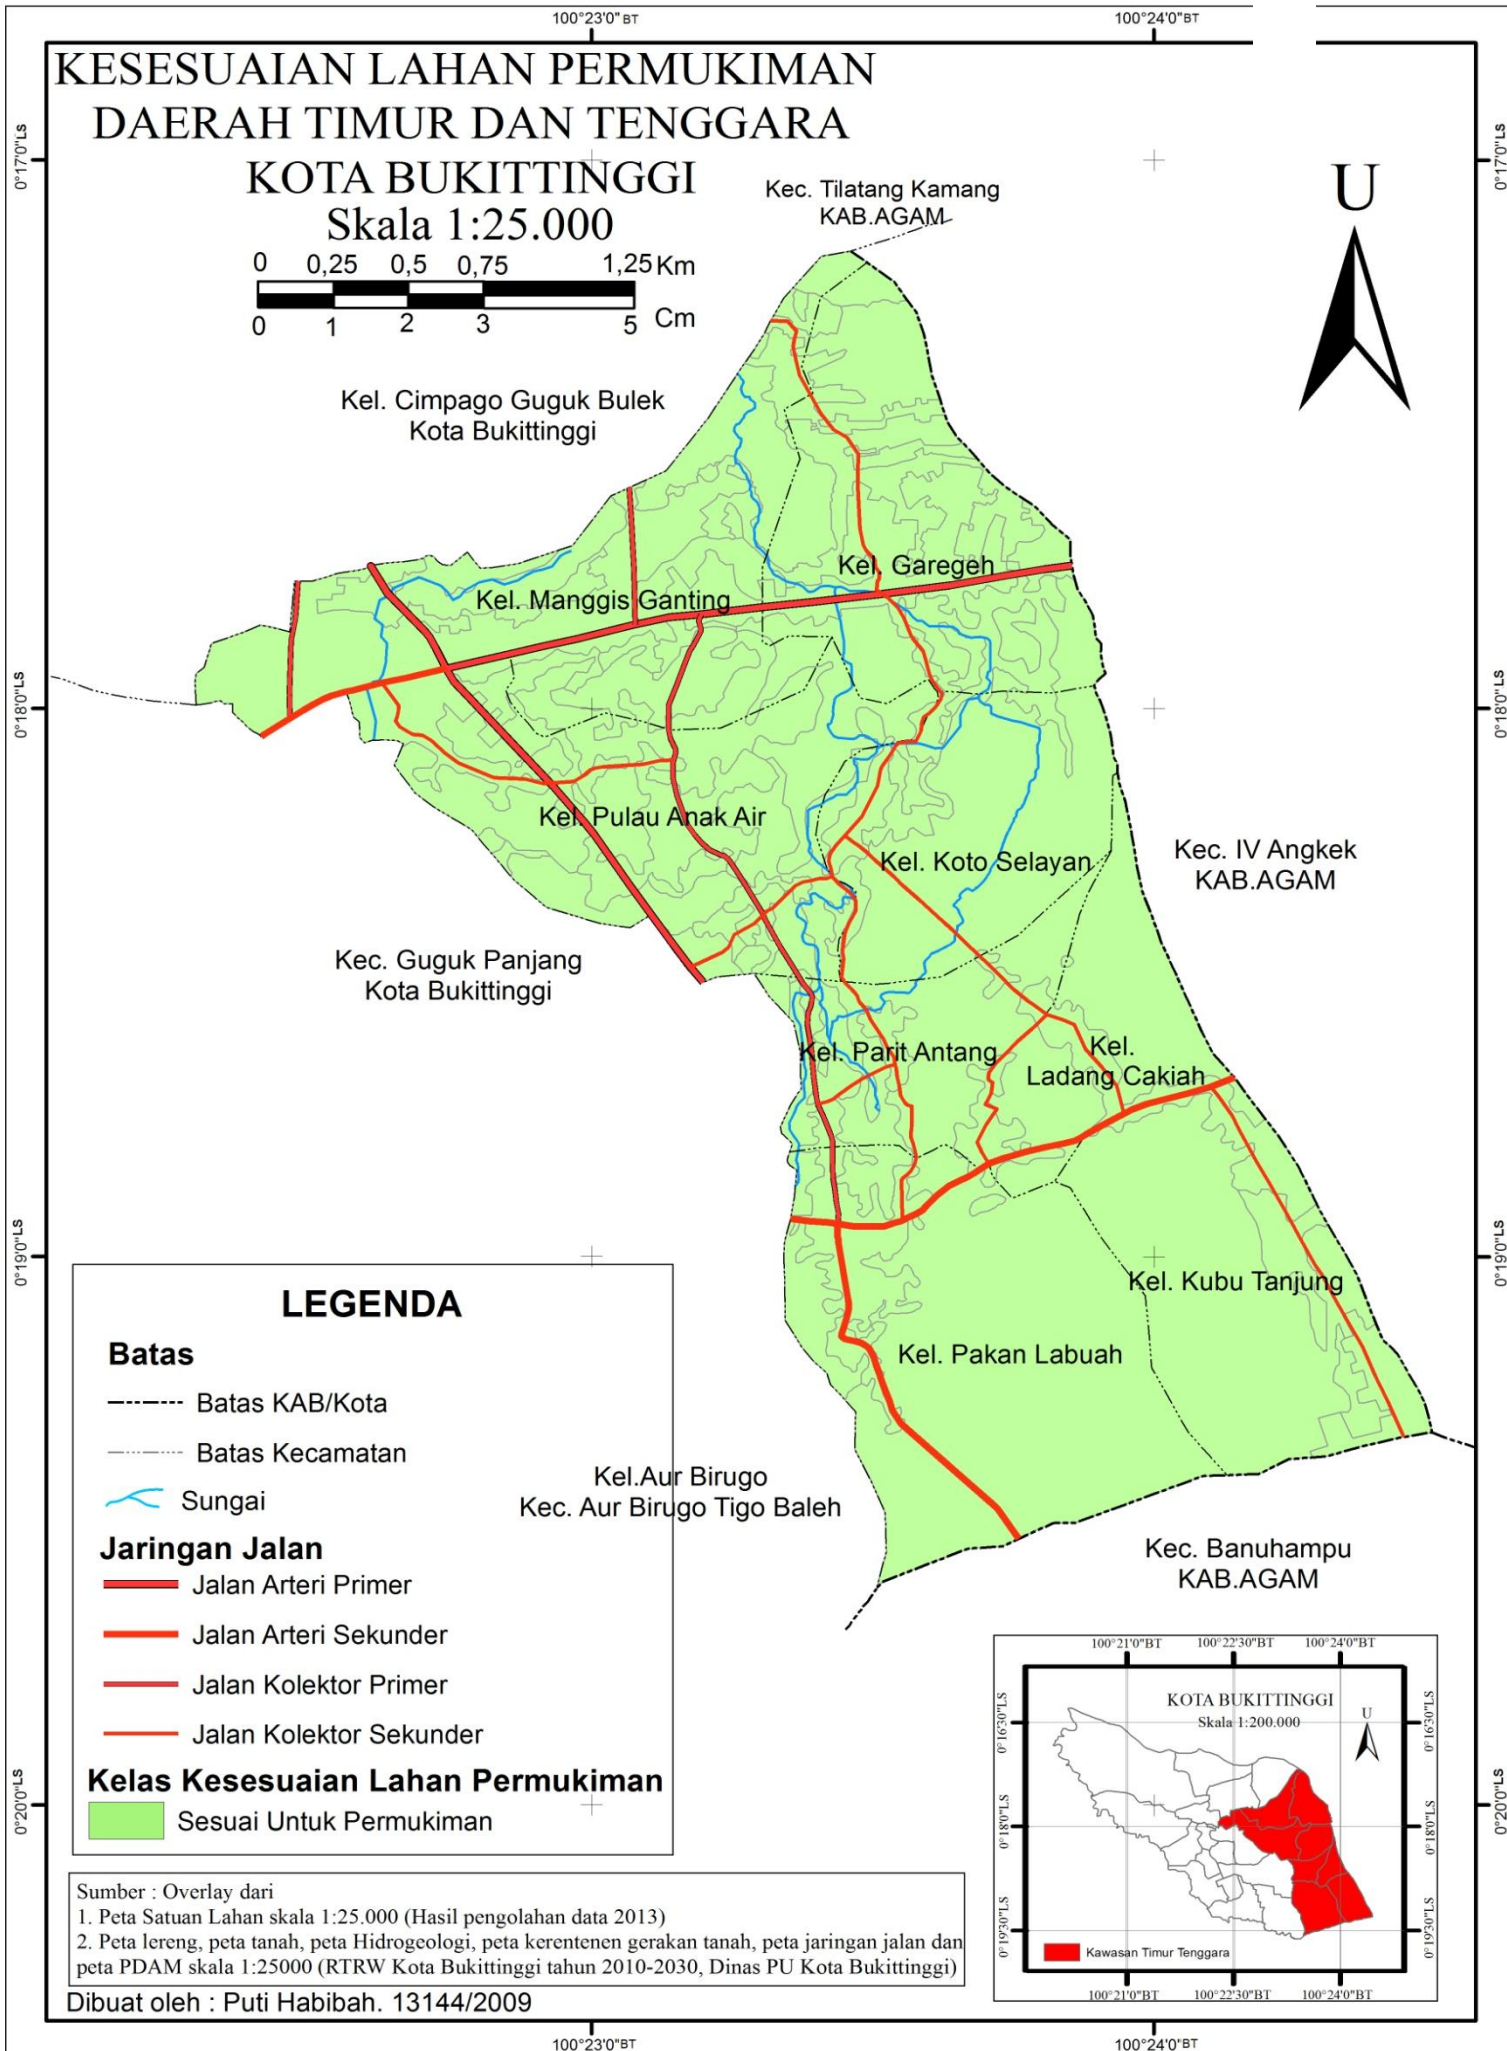 100°23'0"BT
100°24'0"BT
KESESUAIAN LAHAN PERMUKIMAN
DAERAH TIMUR DAN TENGGARA
KOTA BUKITTINGGI
Skala 1:25.000
0 0,25 0,5 0,75 1,25 Km
0 1 2 3 5 Cm
U
0°17'0"LS
0°17'0"LS
Kec. Tilatang Kamang
KAB.AGAM
Kel. Cimpago Guguk Bulek
Kota Bukittinggi
Kel. Garegeh
Kel. Manggis Ganting
0°18'0"LS
0°18'0"LS
Kel. Pulau Anak Air
Kel. Koto Selayan
Kec. IV Angkek
KAB.AGAM
Kec. Guguk Panjang
Kota Bukittinggi
Kel. Parit Antang
Kel.
Ladang Cakiah
0°19'0"LS
0°19'0"LS
Kel. Kubu Tanjung
Kel. Pakan Labuah
Kel.Aur Birugo
Kec. Aur Birugo Tigo Baleh
Kec. Banuhampu
KAB.AGAM
LEGENDA
Batas
Batas KAB/Kota
Batas Kecamatan
Sungai
Jaringan Jalan
Jalan Arteri Primer
Jalan Arteri Sekunder
Jalan Kolektor Primer
Jalan Kolektor Sekunder
Kelas Kesesuaian Lahan Permukiman
Sesuai Untuk Permukiman
0°20'0"LS
0°20'0"LS
100°21'0"BT 100°22'30"BT 100°24'0"BT
KOTA BUKITTINGGI
Skala 1:200.000
U
0°16'30"LS
0°16'30"LS
0°18'0"LS
0°18'0"LS
0°19'30"LS
0°19'30"LS
Kawasan Timur Tenggara
100°21'0"BT 100°22'30"BT 100°24'0"BT
Sumber : Overlay dari
1. Peta Satuan Lahan skala 1:25.000 (Hasil pengolahan data 2013)
2. Peta lereng, peta tanah, peta Hidrogeologi, peta kerentenen gerakan tanah, peta jaringan jalan dan
peta PDAM skala 1:25000 (RTRW Kota Bukittinggi tahun 2010-2030, Dinas PU Kota Bukittinggi)
Dibuat oleh : Puti Habibah. 13144/2009
100°23'0"BT
100°24'0"BT